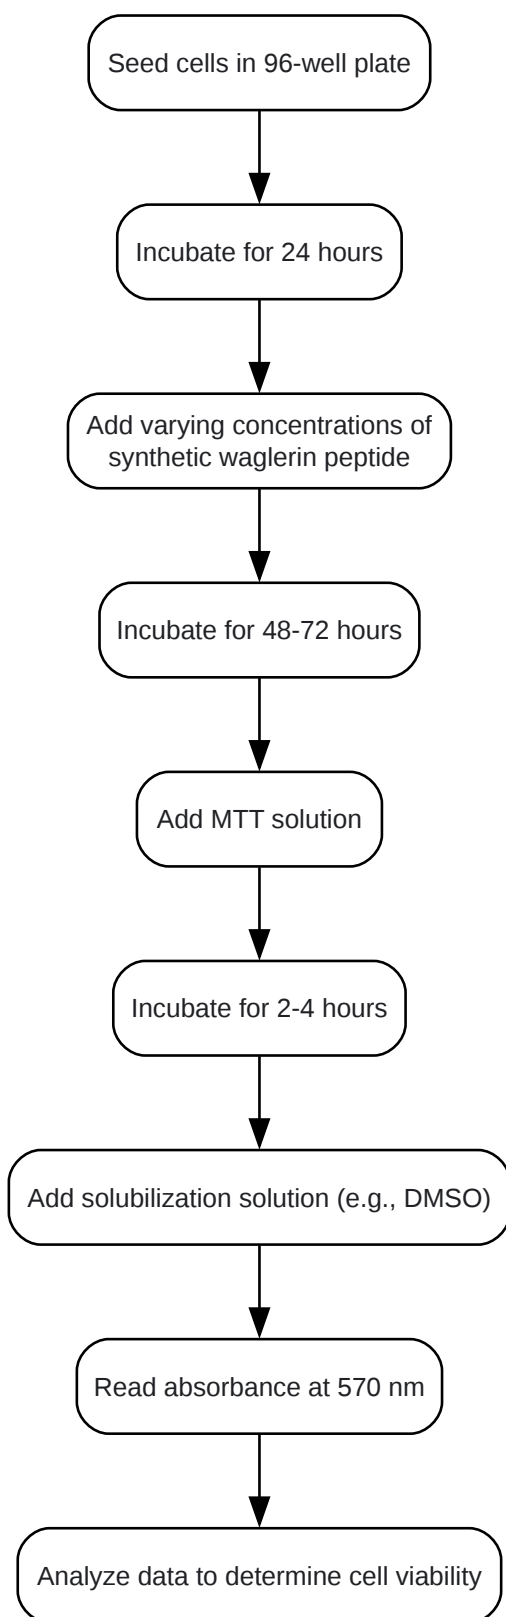 Seed cells in 96-well plate
Incubate for 24 hours
Add varying concentrations of
synthetic waglerin peptide
Incubate for 48-72 hours
Add MTT solution
Incubate for 2-4 hours
Add solubilization solution (e.g., DMSO)
Read absorbance at 570 nm
Analyze data to determine cell viability